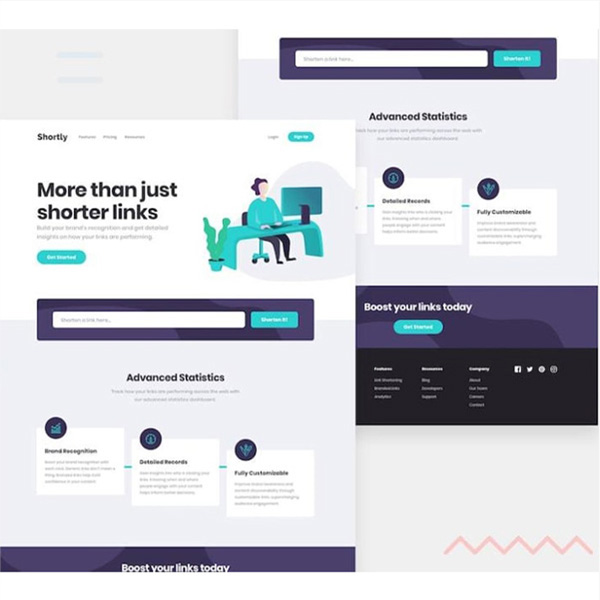 Shortly
Features Pricing Resources
Login Sign Up
More than just
shorter links
Build your brand's recognition and get detailed
insights on how your links are performing.
Get Started
Shorten a link here...
Shorten It!
Advanced Statistics
Track how your links are performing across the web with
our advanced statistics dashboard.
Brand Recognition
Boost your brand recognition with
each click. Generic links don't mean a
thing. Branded links help instil
confidence in your content.
Detailed Records
Gain insights into who is clicking your
links. Knowing when and where
people engage with your content
helps inform better decisions.
Fully Customizable
Improve brand awareness and
content discoverability through
customizable links, supercharging
audience engagement.
Boost your links today
Shorten a link here...
Shorten It!
Advanced Statistics
Track how your links are performing across the web with
our advanced statistics dashboard.
Detailed Records
Gain insights into who is clicking your
links. Knowing when and where
people engage with your content
helps inform better decisions.
Fully Customizable
Improve brand awareness and
content discoverability through
customizable links, supercharging
audience engagement.
Boost your links today
Get Started
Features
Link Shortening
Branded Links
Analytics
Resources
Blog
Developers
Support
Company
About
Our Team
Careers
Contact